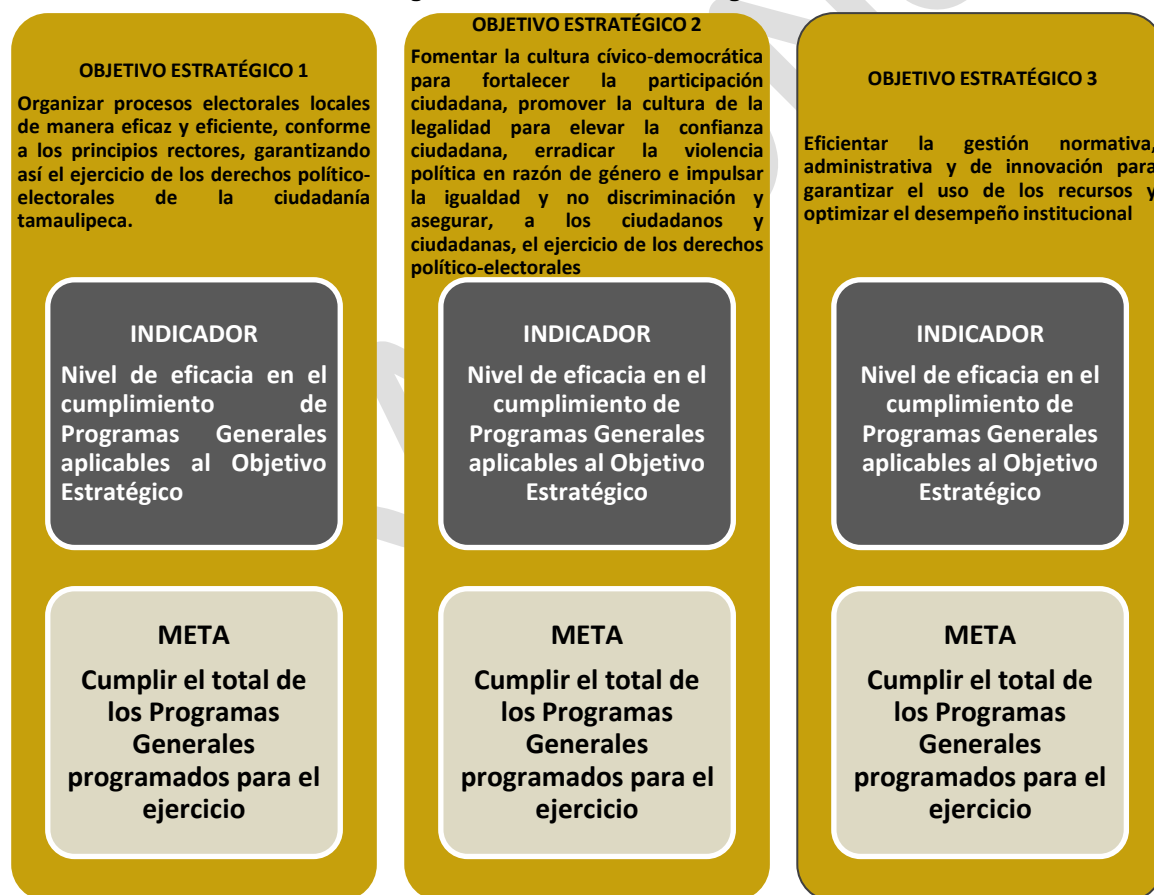 OBJETIVO ESTRATÉGICO 1
Organizar procesos electorales locales
de manera eficaz y eficiente, conforme
a los principios rectores, garantizando
así el ejercicio de los derechos político-
electorales de la ciudadanía
tamaulipeca.
INDICADOR
Nivel de eficacia en el
cumplimiento de
Programas Generales
aplicables al Objetivo
Estratégico
META
Cumplir el total de
los Programas
Generales
programados para el
ejercicio
OBJETIVO ESTRATÉGICO 2
Fomentar la cultura cívico-democrática
para fortalecer la participación
ciudadana, promover la cultura de la
legalidad para elevar la confianza
ciudadana, erradicar la violencia
política en razón de género e impulsar
la igualdad y no discriminación y
asegurar, a los ciudadanos y
ciudadanas, el ejercicio de los derechos
político-electorales
INDICADOR
Nivel de eficacia en el
cumplimiento de
Programas Generales
aplicables al Objetivo
Estratégico
META
Cumplir el total de
los Programas
Generales
programados para el
ejercicio
OBJETIVO ESTRATÉGICO 3
Eficientar la gestión normativa,
administrativa y de innovación para
garantizar el uso de los recursos y
optimizar el desempeño institucional
INDICADOR
Nivel de eficacia en el
cumplimiento de
Programas Generales
aplicables al Objetivo
Estratégico
META
Cumplir el total de
los Programas
Generales
programados para el
ejercicio